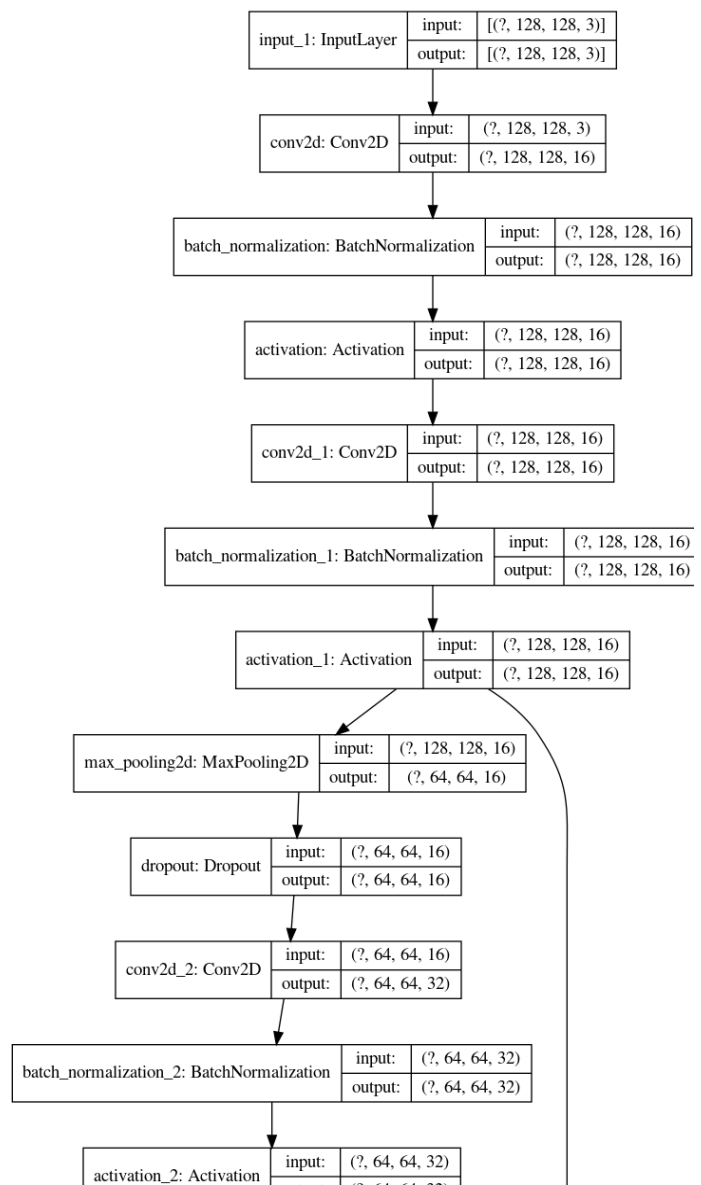 input_1: InputLayer
input: [(?, 128, 128, 3)]
output: [(?, 128, 128, 3)]
conv2d: Conv2D
input: (?, 128, 128, 3)
output: (?, 128, 128, 16)
batch_normalization: BatchNormalization
input: (?, 128, 128, 16)
output: (?, 128, 128, 16)
activation: Activation
input: (?, 128, 128, 16)
output: (?, 128, 128, 16)
conv2d_1: Conv2D
input: (?, 128, 128, 16)
output: (?, 128, 128, 16)
batch_normalization_1: BatchNormalization
input: (?, 128, 128, 16)
output: (?, 128, 128, 16)
activation_1: Activation
input: (?, 128, 128, 16)
output: (?, 128, 128, 16)
max_pooling2d: MaxPooling2D
input: (?, 128, 128, 16)
output: (?, 64, 64, 16)
dropout: Dropout
input: (?, 64, 64, 16)
output: (?, 64, 64, 16)
conv2d_2: Conv2D
input: (?, 64, 64, 16)
output: (?, 64, 64, 32)
batch_normalization_2: BatchNormalization
input: (?, 64, 64, 32)
output: (?, 64, 64, 32)
activation_2: Activation
input: (?, 64, 64, 32)